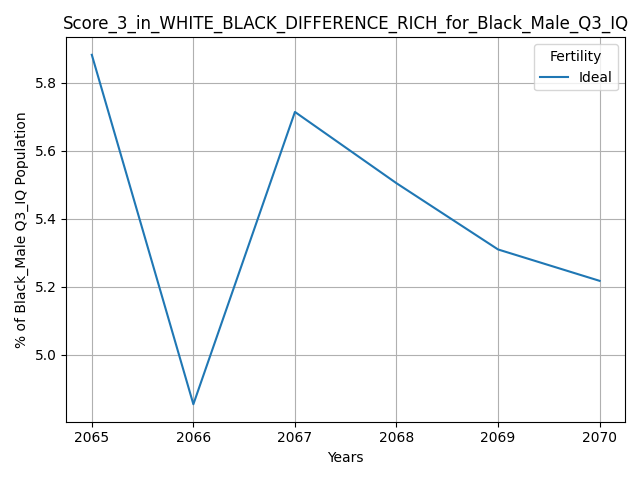 Score_3_in_WHITE_BLACK_DIFFERENCE_RICH_for_Black_Male_Q3_IQ
Fertility
Ideal
% of Black_Male Q3_IQ Population
5.8
5.6
5.4
5.2
5.0
2065 2066 2067 2068 2069 2070
Years